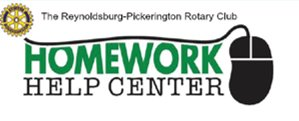 The Reynoldsburg-Pickerington Rotary Club
HOMEWORK
HELP CENTER